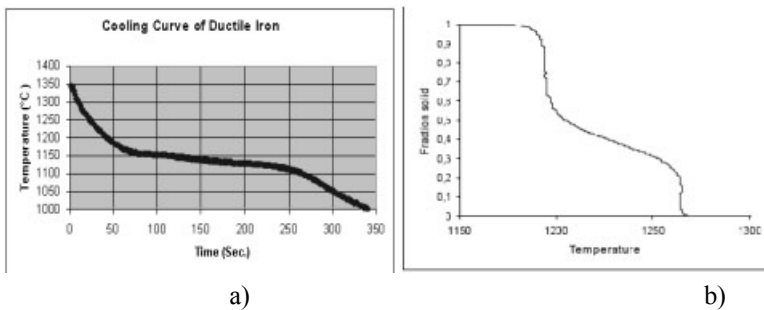 Cooling Curve of Ductile Iron
1400
1350
1300
1250
1200
1150
1100
1050
1000
Temperature (°C)
0 50 100 150 200 250 300 350
Time (Sec.)
a)
1
0,9
0,8
0,7
0,6
0,5
0,4
0,3
0,2
0,1
0
Fraction solid
1150 1200 1250 1300
Temperature
b)